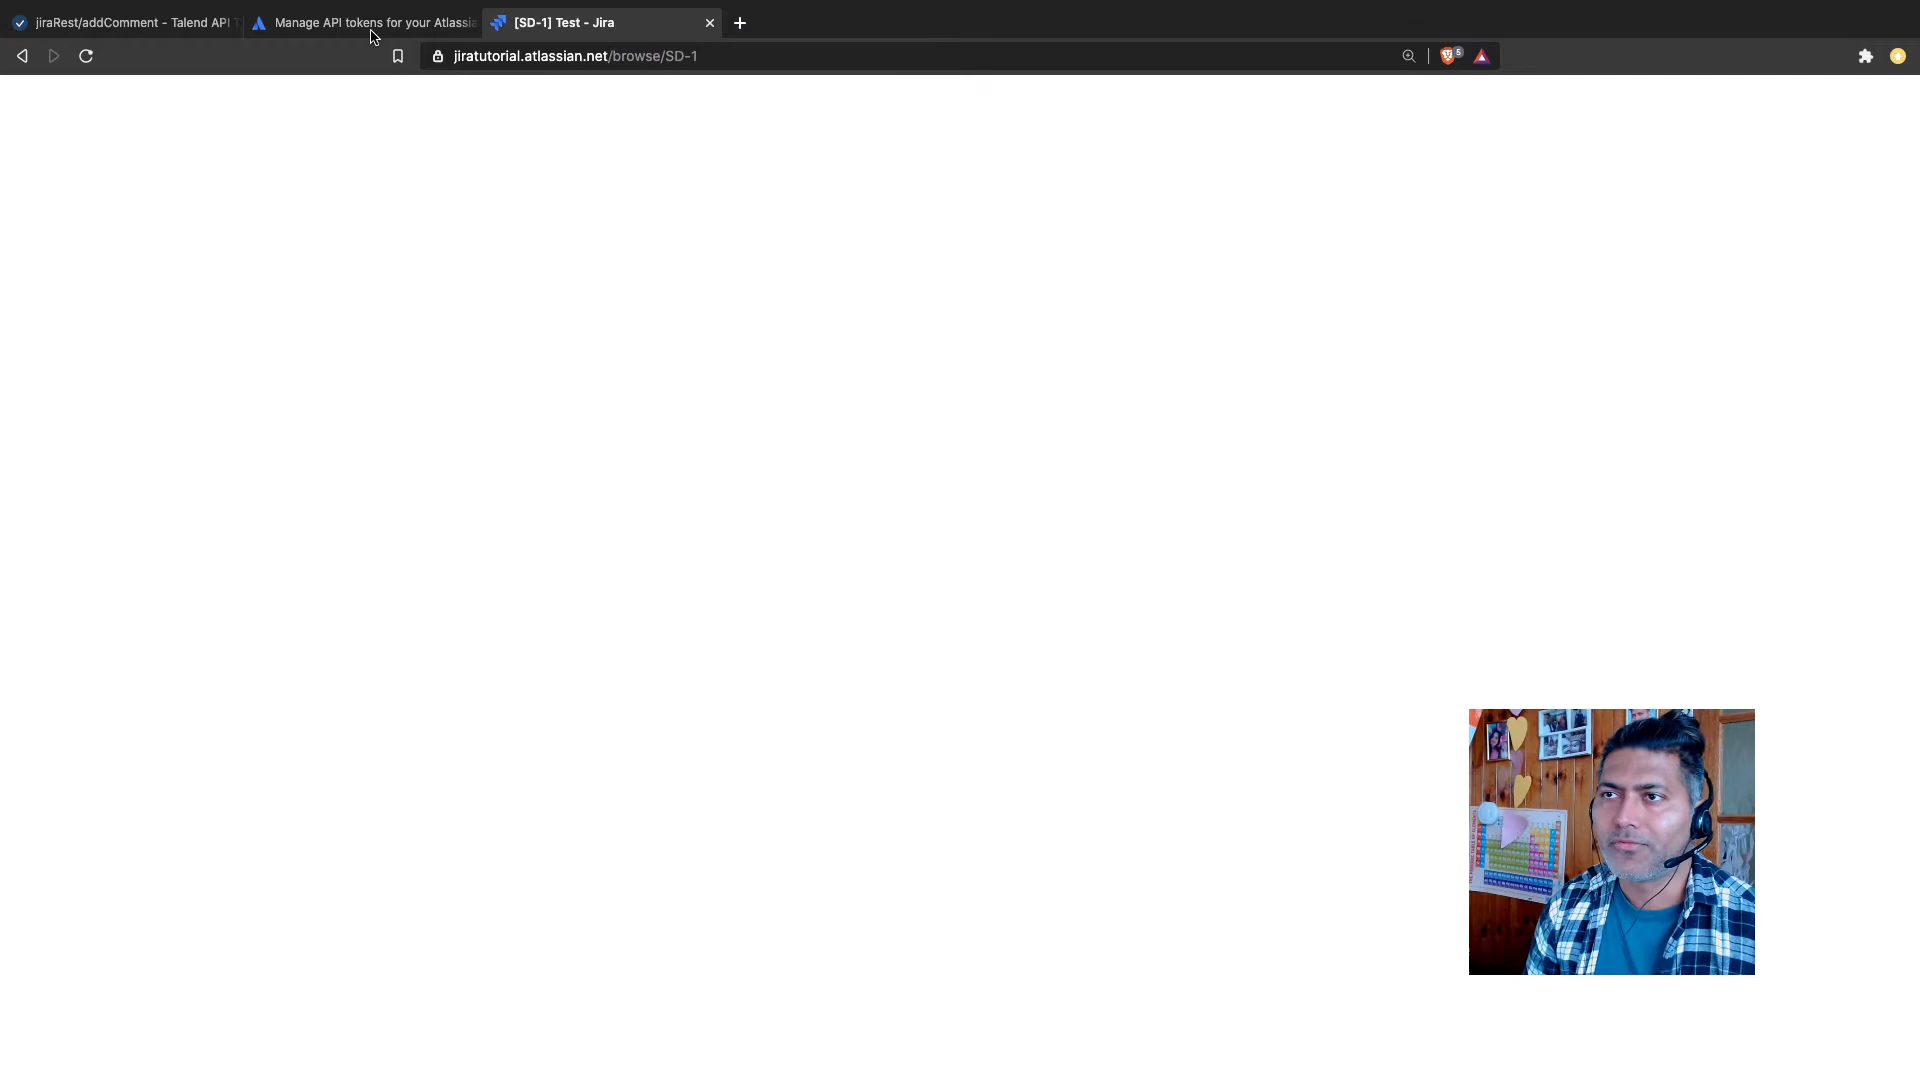 jiraRest/addComment - Talend API T
Manage API tokens for your Atlassia
[SD-1] Test - Jira
jiratutorial.atlassian.net/browse/SD-1
5